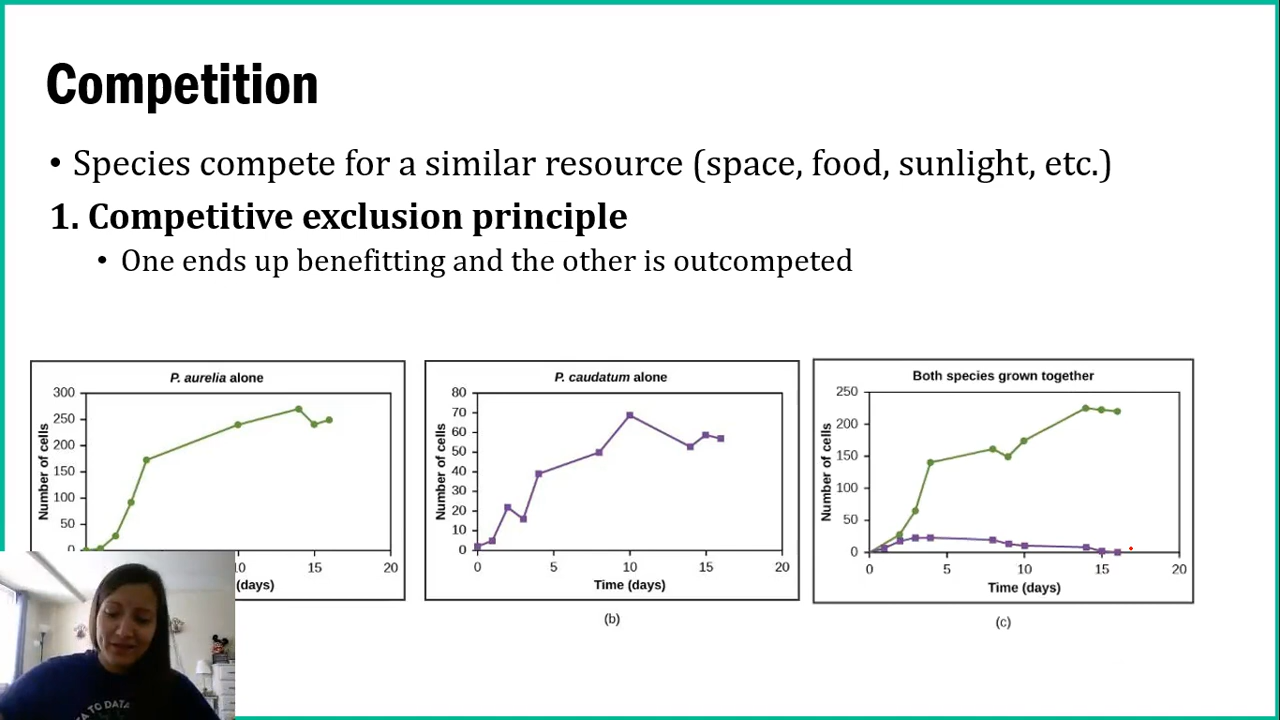 Competition
• Species compete for a similar resource (space, food, sunlight, etc.)
1. Competitive exclusion principle
• One ends up benefitting and the other is outcompeted
P. aurelia alone
300
250
200
150
100
50
0
Number of cells
10
15
20
(days)
P. caudatum alone
80
70
60
50
40
30
20
10
0
Number of cells
0
5
10
15
20
Time (days)
(b)
Both species grown together
250
200
150
100
50
0
Number of cells
0
5
10
15
20
Time (days)
(c)
TO DATA